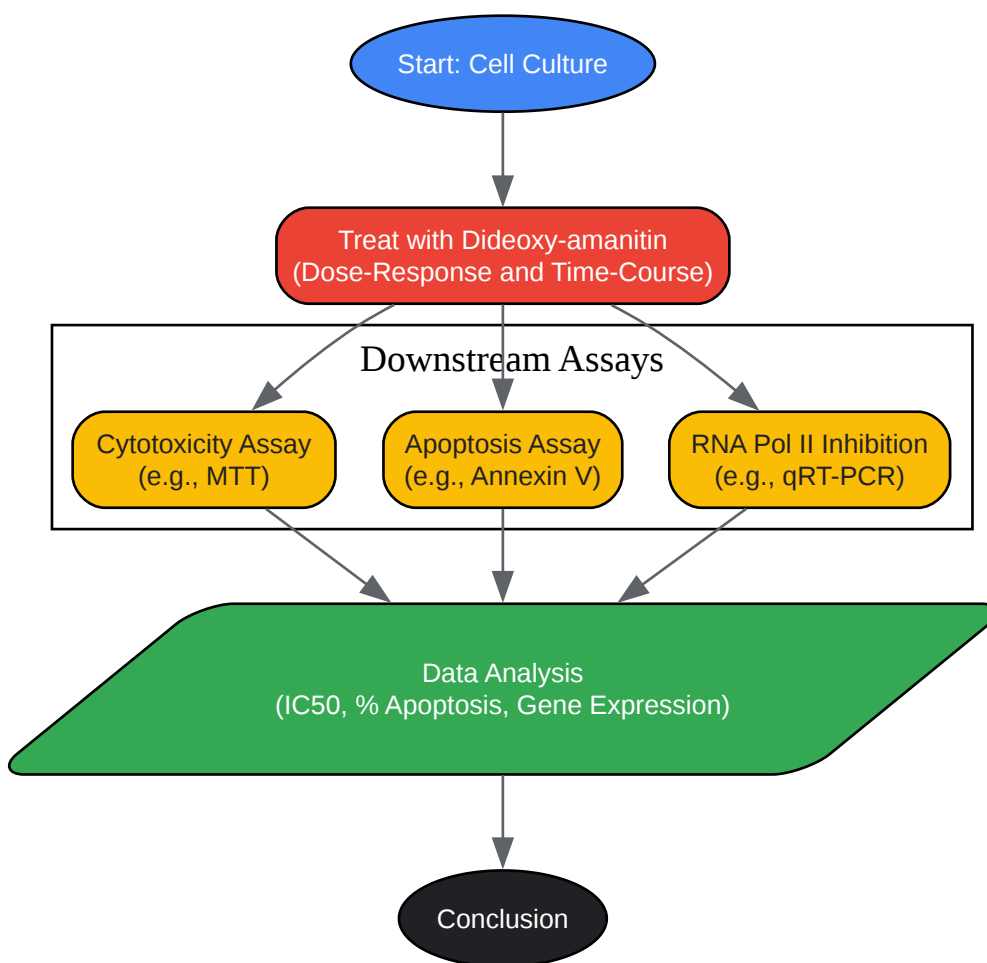 Start: Cell Culture
Treat with Dideoxy-amanitin
(Dose-Response and Time-Course)
Downstream Assays
Cytotoxicity Assay
(e.g., MTT)
Apoptosis Assay
(e.g., Annexin V)
RNA Pol II Inhibition
(e.g., qRT-PCR)
Data Analysis
(IC50, % Apoptosis, Gene Expression)
Conclusion